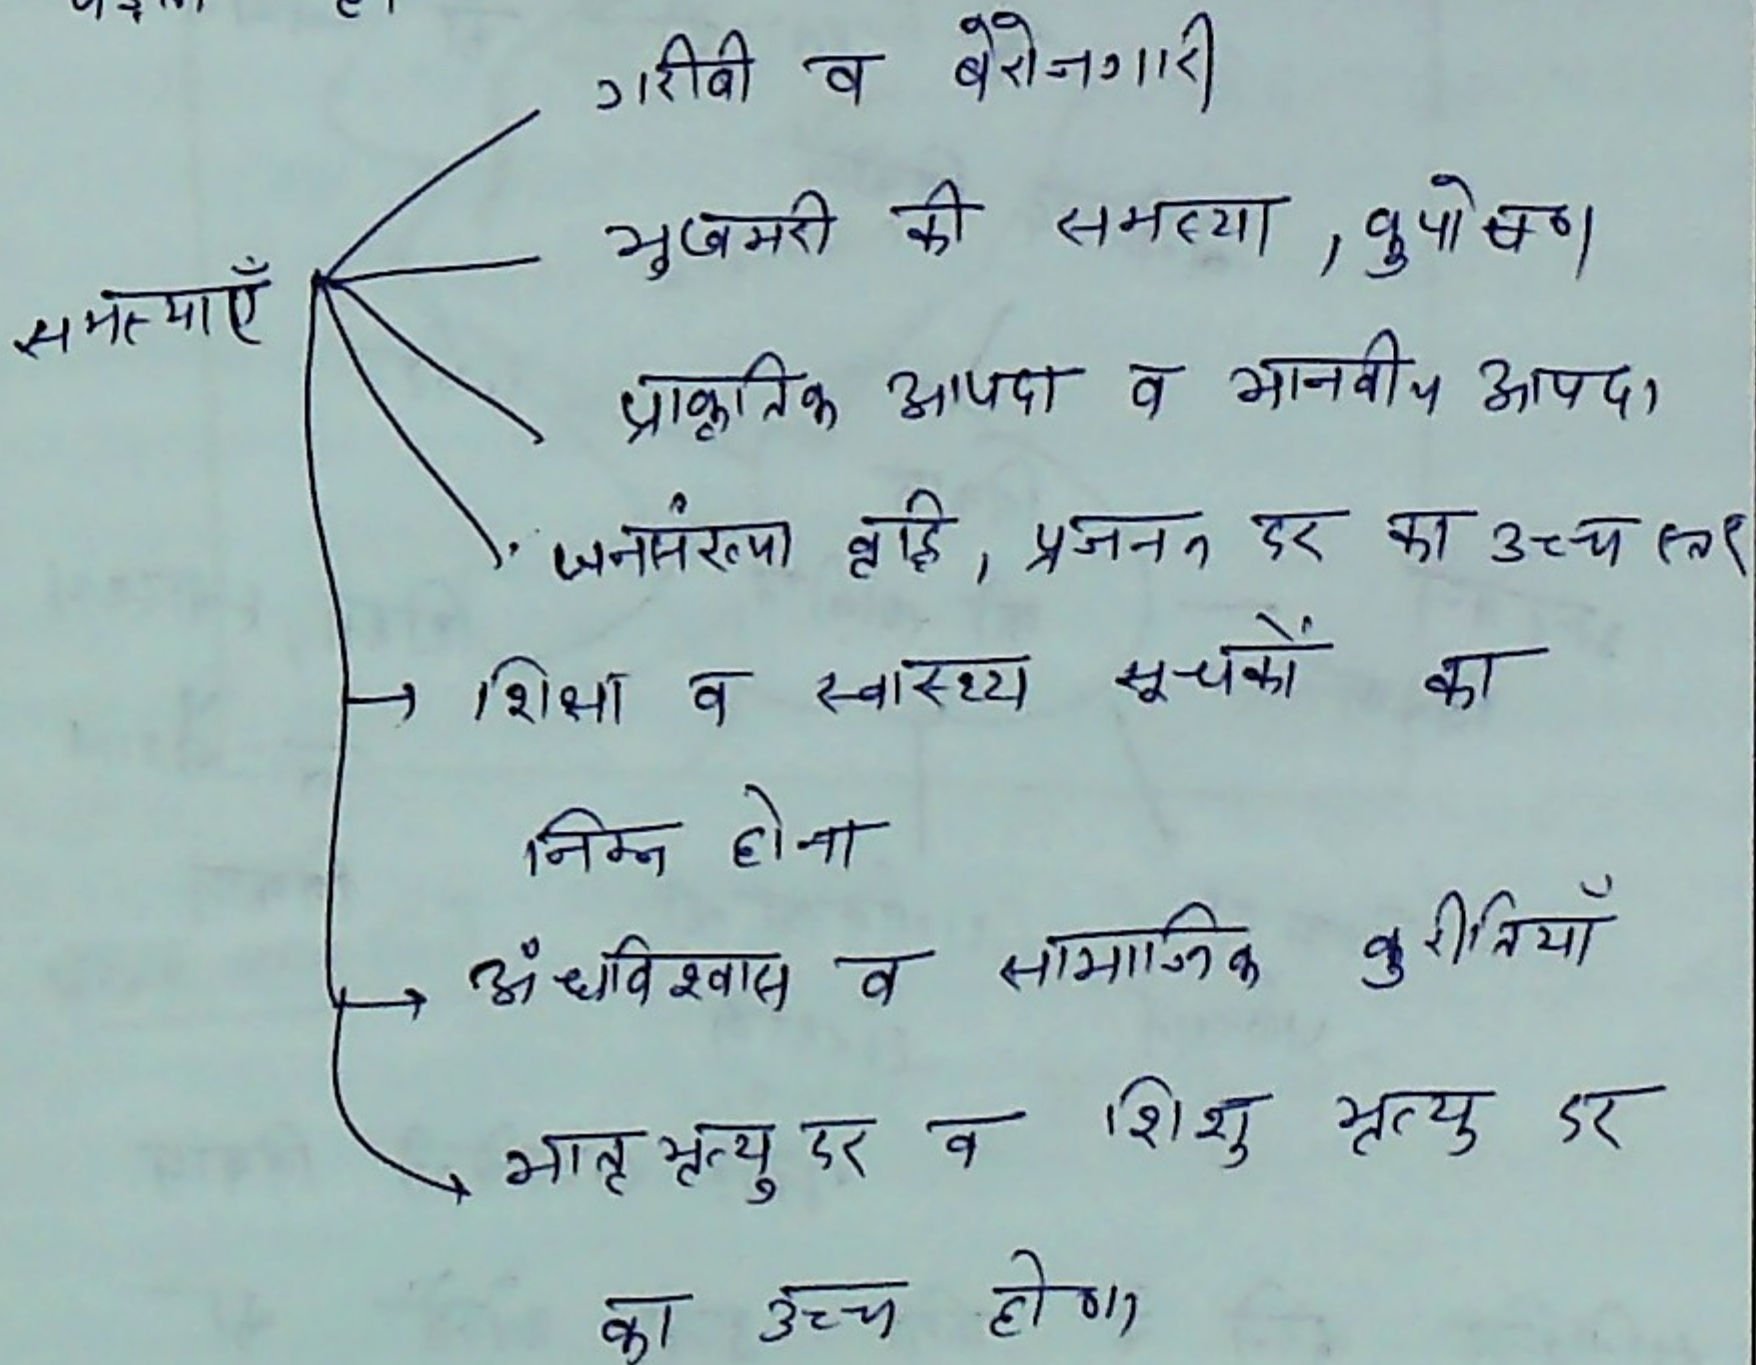 गरीबी व बेरोजगारी
भुखमरी की समस्या, कुपोषण
समस्याएँ
प्राकृतिक आपदा व मानवीय आपदा
जनसंख्या वृद्धि, प्रजनन दर का उच्च स्तर
→ शिक्षा व स्वास्थ्य सूचकों का
निम्न होना
→ अंधविश्वास व सामाजिक कुरीतियाँ
मातृ मृत्यु दर व शिशु मृत्यु दर
का उच्च होना